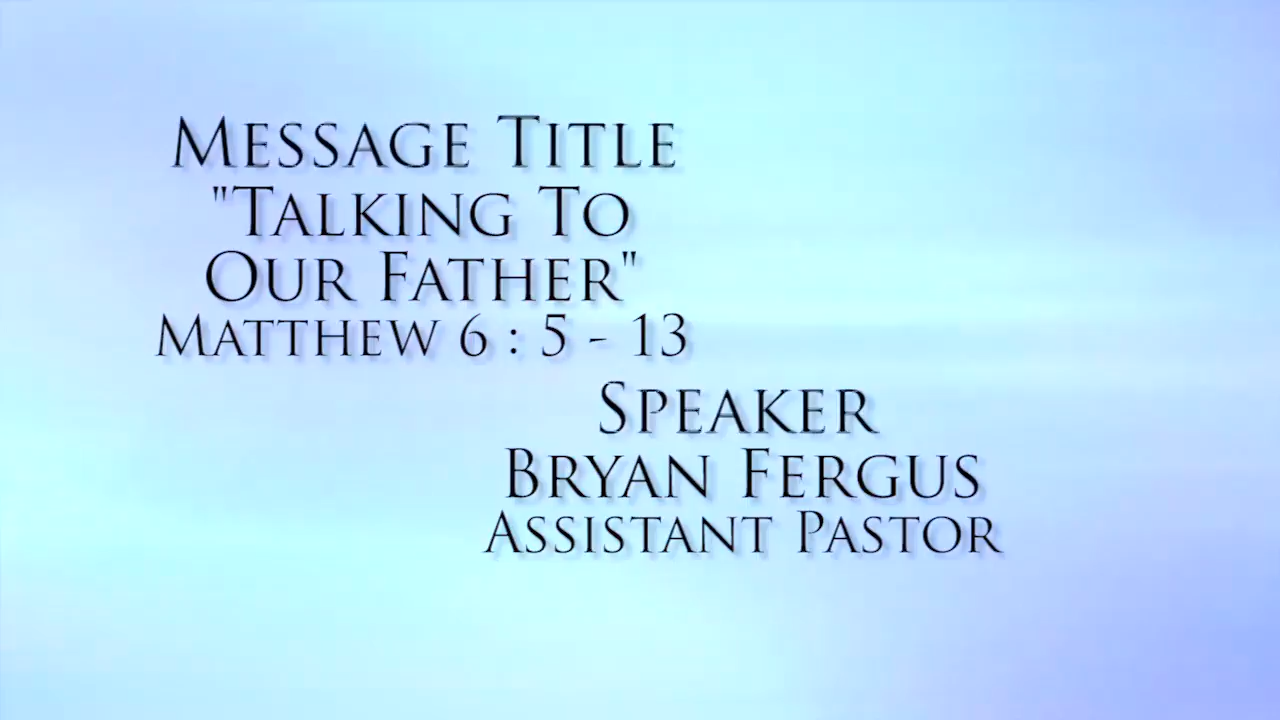 Message Title
"Talking To
Our Father"
Matthew 6 : 5 - 13
Speaker
Bryan Fergus
Assistant Pastor